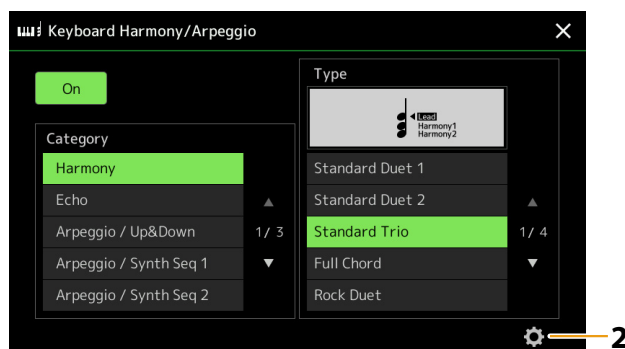 Keyboard Harmony/Arpeggio
On
Category
Harmony
Echo
Arpeggio / Up&Down
Arpeggio / Synth Seq 1
Arpeggio / Synth Seq 2
1/ 3
Type
Lead
Harmony1
Harmony2
Standard Duet 1
Standard Duet 2
Standard Trio
Full Chord
Rock Duet
1/ 4
2